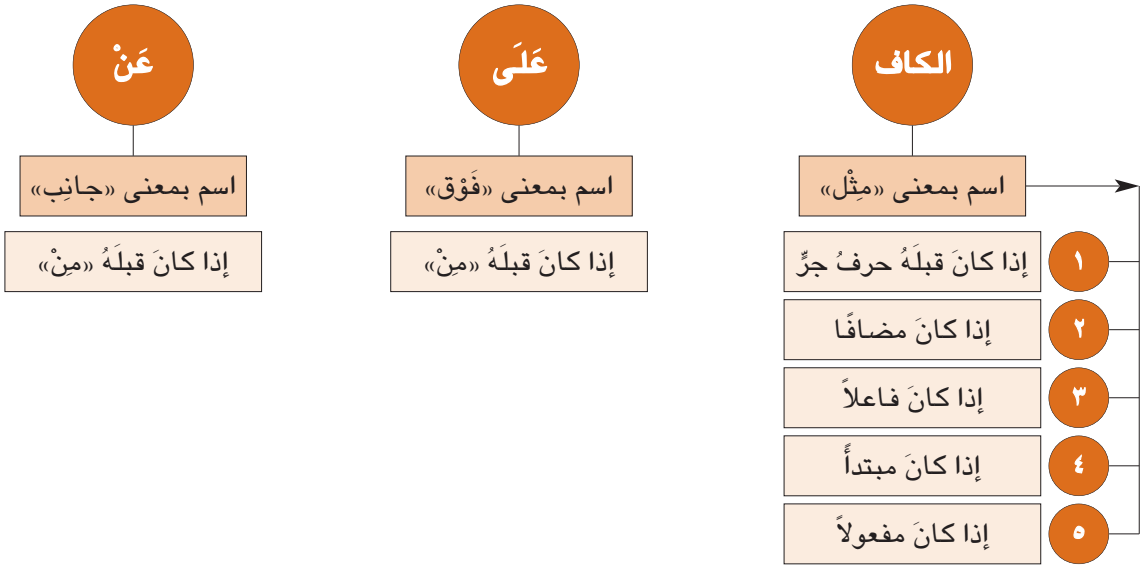 الكاف
اسم بمعنى «مِثْل»
١ إذا كانَ قبلَهُ حرفُ جرٍّ
٢ إذا كانَ مضافًا
٣ إذا كانَ فاعلاً
٤ إذا كانَ مبتدأً
٥ إذا كانَ مفعولاً
عَلَى
اسم بمعنى «فَوْق»
إذا كانَ قبلَهُ «مِنْ»
عَنْ
اسم بمعنى «جانِب»
إذا كانَ قبلَهُ «مِنْ»